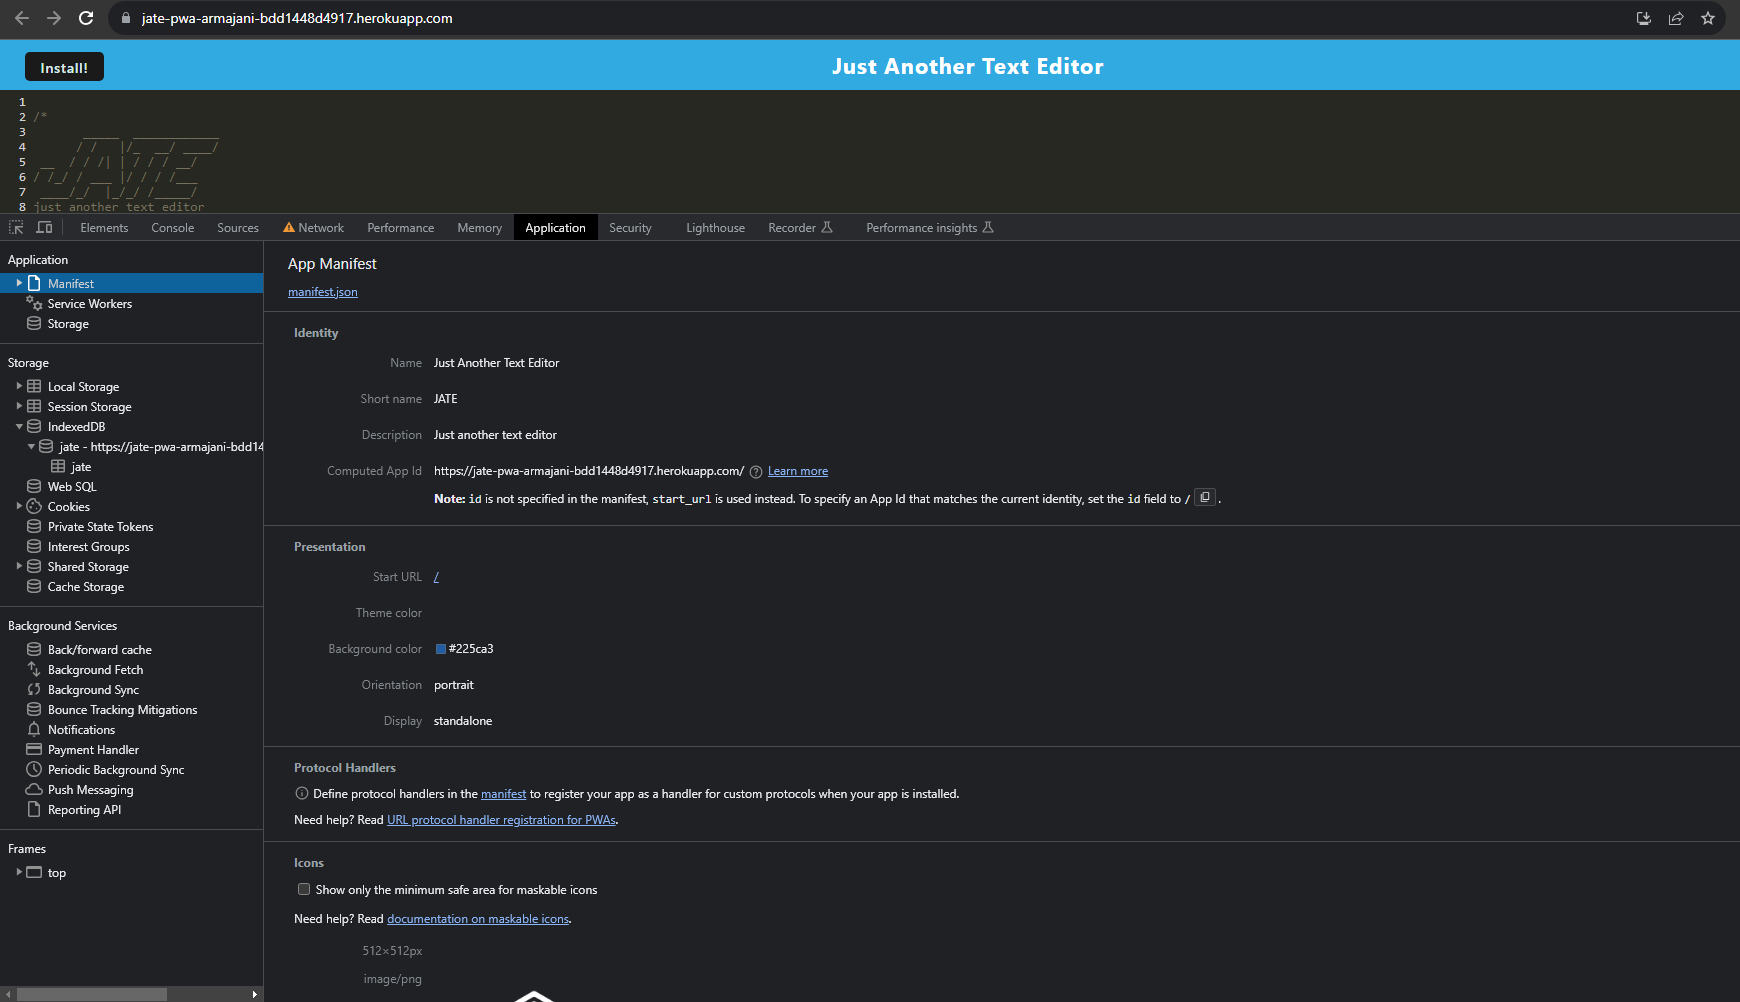 jate-pwa-armajani-bdd1448d4917.herokuapp.com
Install!
Just Another Text Editor
1
2 /*
3         _____  ____________
4        / /   |/_  __/ ____/
5   __  / / /| | / / / __/
6  / /_/ / ___ |/ / / /___
7  ____/_/  |_/_/ /_____/
8 just another text editor
Elements Console Sources Network Performance Memory Application Security Lighthouse Recorder Performance insights
Application
Manifest
Service Workers
Storage
Storage
Local Storage
Session Storage
IndexedDB
jate - https://jate-pwa-armajani-bdd14
jate
Web SQL
Cookies
Private State Tokens
Interest Groups
Shared Storage
Cache Storage
Background Services
Back/forward cache
Background Fetch
Background Sync
Bounce Tracking Mitigations
Notifications
Payment Handler
Periodic Background Sync
Push Messaging
Reporting API
Frames
top
App Manifest
manifest.json
Identity
Name Just Another Text Editor
Short name JATE
Description Just another text editor
Computed App Id https://jate-pwa-armajani-bdd1448d4917.herokuapp.com/ ? Learn more
Note: id is not specified in the manifest, start_url is used instead. To specify an App Id that matches the current identity, set the id field to / .
Presentation
Start URL /
Theme color
Background color #225ca3
Orientation portrait
Display standalone
Protocol Handlers
Define protocol handlers in the manifest to register your app as a handler for custom protocols when your app is installed.
Need help? Read URL protocol handler registration for PWAs.
Icons
Show only the minimum safe area for maskable icons
Need help? Read documentation on maskable icons.
512×512px
image/png